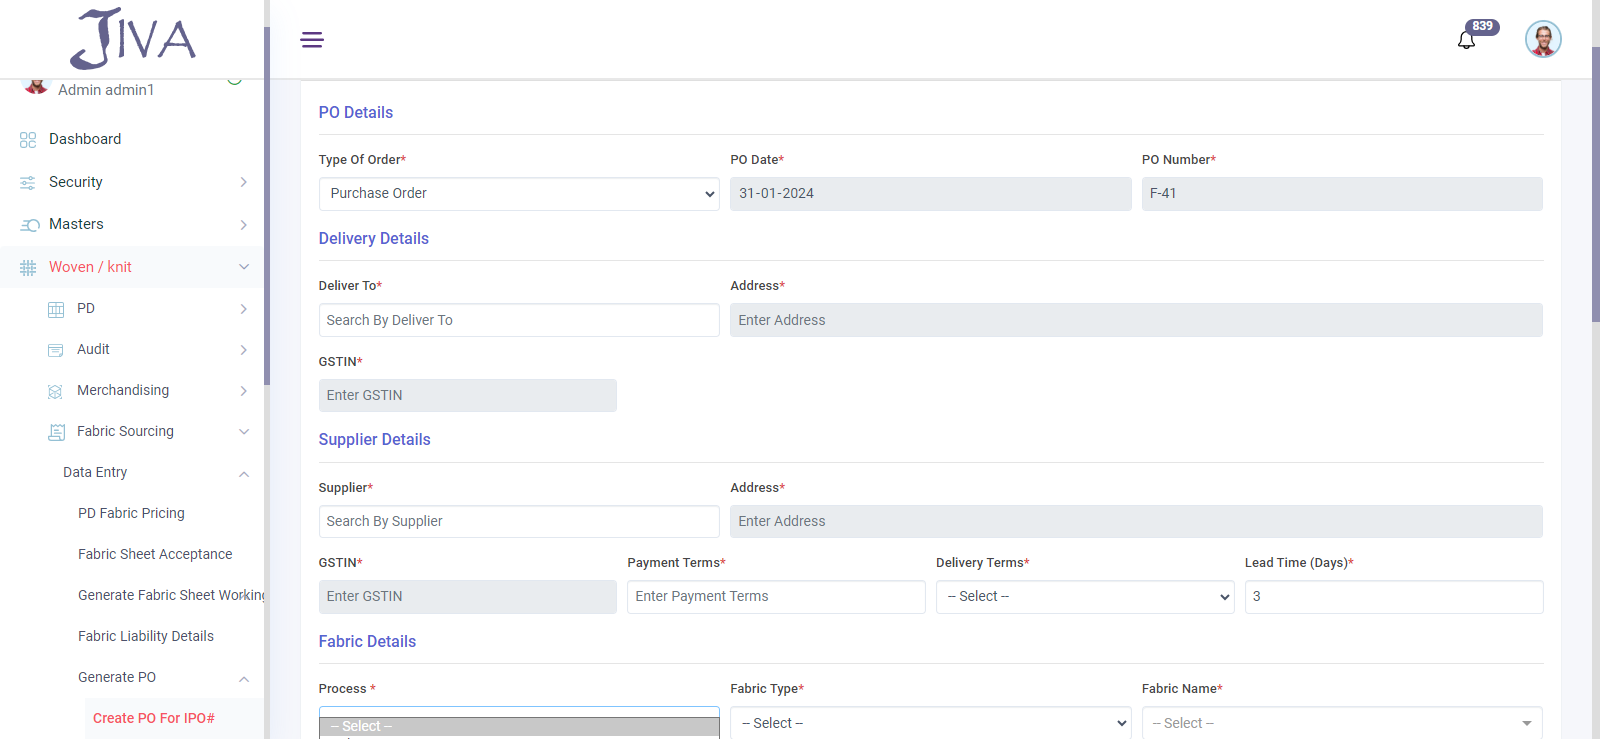 JIVA
839
Admin admin1
Dashboard
Security
Masters
Woven / knit
PD
Audit
Merchandising
Fabric Sourcing
Data Entry
PD Fabric Pricing
Fabric Sheet Acceptance
Generate Fabric Sheet Working
Fabric Liability Details
Generate PO
Create PO For IPO#
PO Details
Type Of Order* PO Date* PO Number*
Purchase Order 31-01-2024 F-41
Delivery Details
Deliver To* Address*
Search By Deliver To Enter Address
GSTIN*
Enter GSTIN
Supplier Details
Supplier* Address*
Search By Supplier Enter Address
GSTIN* Payment Terms* Delivery Terms* Lead Time (Days)*
Enter GSTIN Enter Payment Terms -- Select -- 3
Fabric Details
Process * Fabric Type* Fabric Name*
-- Select -- -- Select -- -- Select --